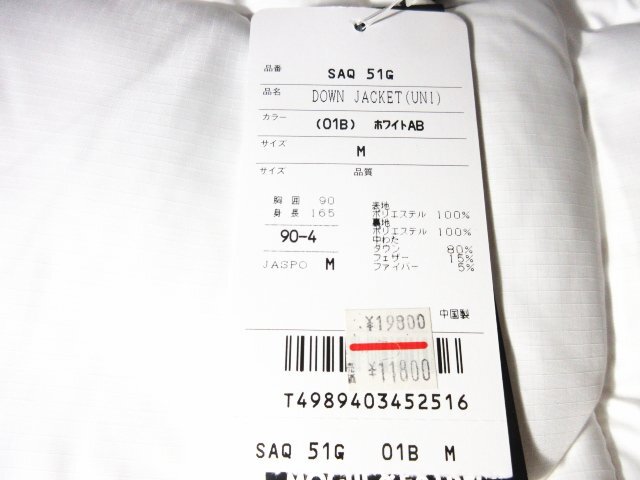 品番 SAQ 51G
品名 DOWN JACKET(UNI)
カラー (01B) ホワイトAB
サイズ M
サイズ 品質
胸囲 90
身長 165
90-4
JASPO M
表地
ポリエステル 100%
裏地
ポリエステル 100%
中わた
ダウン 80%
フェザー 15%
ファイバー 5%
中国製
¥19800
¥11800
T4989403452516
SAQ 51G 01B M